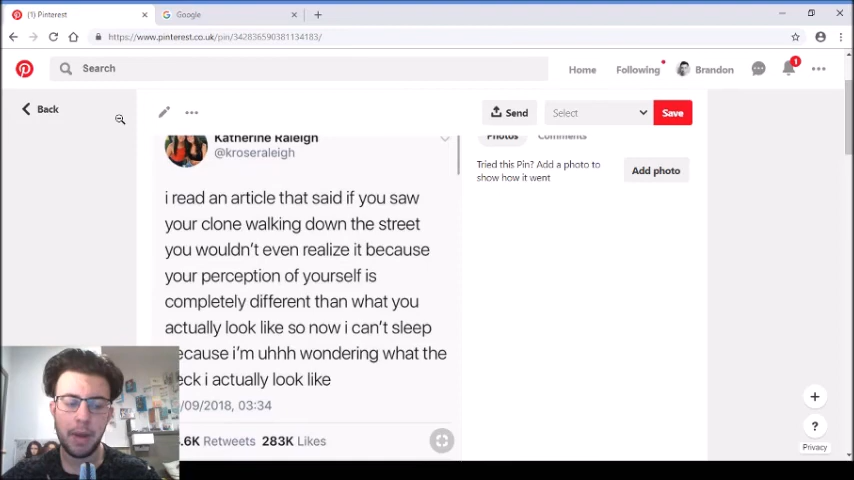 (1) Pinterest
Google
https://www.pinterest.co.uk/pin/342836590381134183/
Search
Home
Following
Brandon
1
Back
Send
Select
Save
Katherine Raleigh
@kroseraleigh
Photos
Comments
Tried this Pin? Add a photo to
show how it went
Add photo
i read an article that said if you saw
your clone walking down the street
you wouldn't even realize it because
your perception of yourself is
completely different than what you
actually look like so now i can't sleep
because i'm uhhh wondering what the
eck i actually look like
/09/2018, 03:34
.6K Retweets 283K Likes
+
?
Privacy